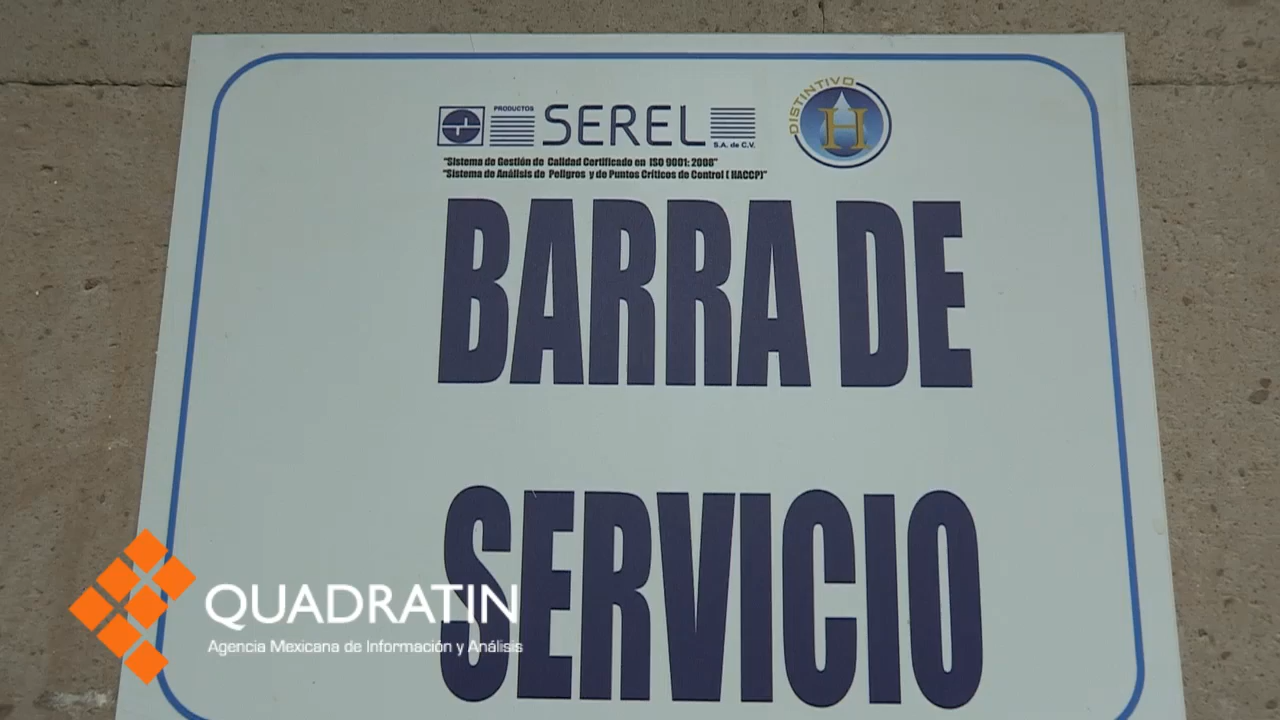 PRODUCTOS
SEREL
S.A. de C.V.
DISTINTIVO
H
"Sistema de Gestión de Calidad Certificado en ISO 9001: 2008"
"Sistema de Análisis de Peligros y de Puntos Críticos de Control ( HACCP)"
BARRA DE
SERVICIO
QUADRATIN
Agencia Mexicana de Información y Análisis